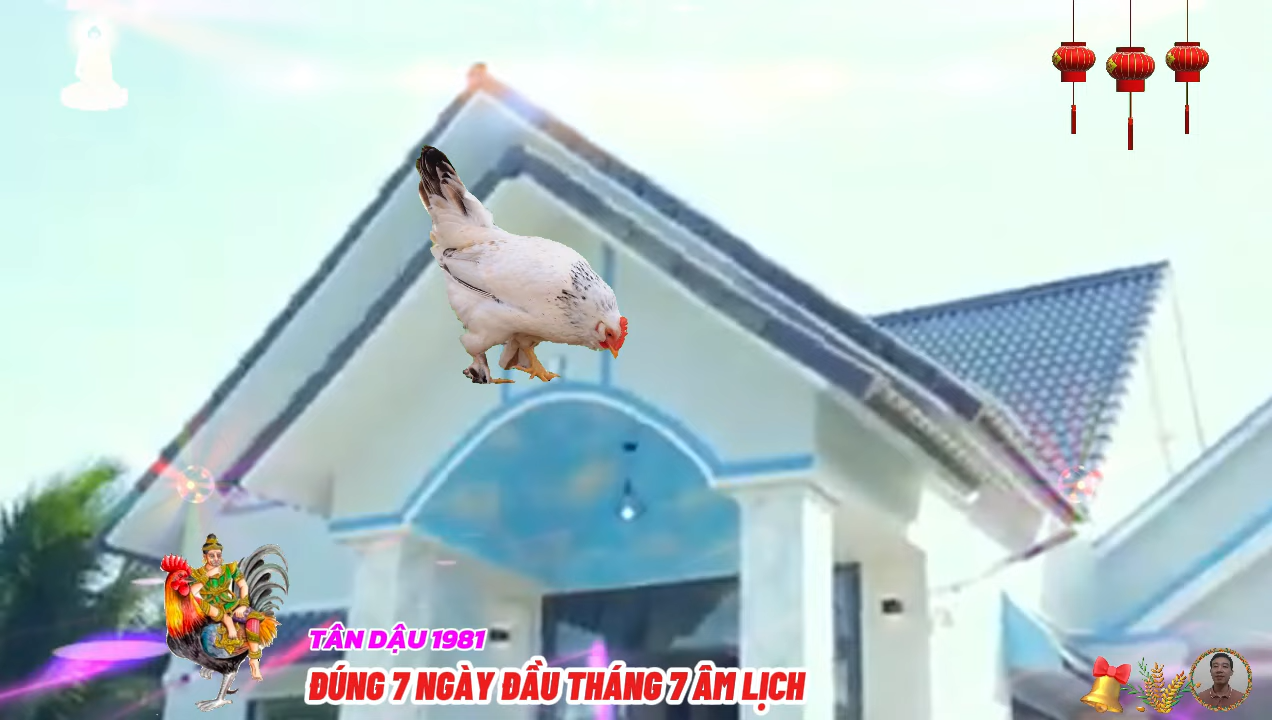 TÂN DẬU 1981
ĐÚNG 7 NGÀY ĐẦU THÁNG 7 ÂM LỊCH